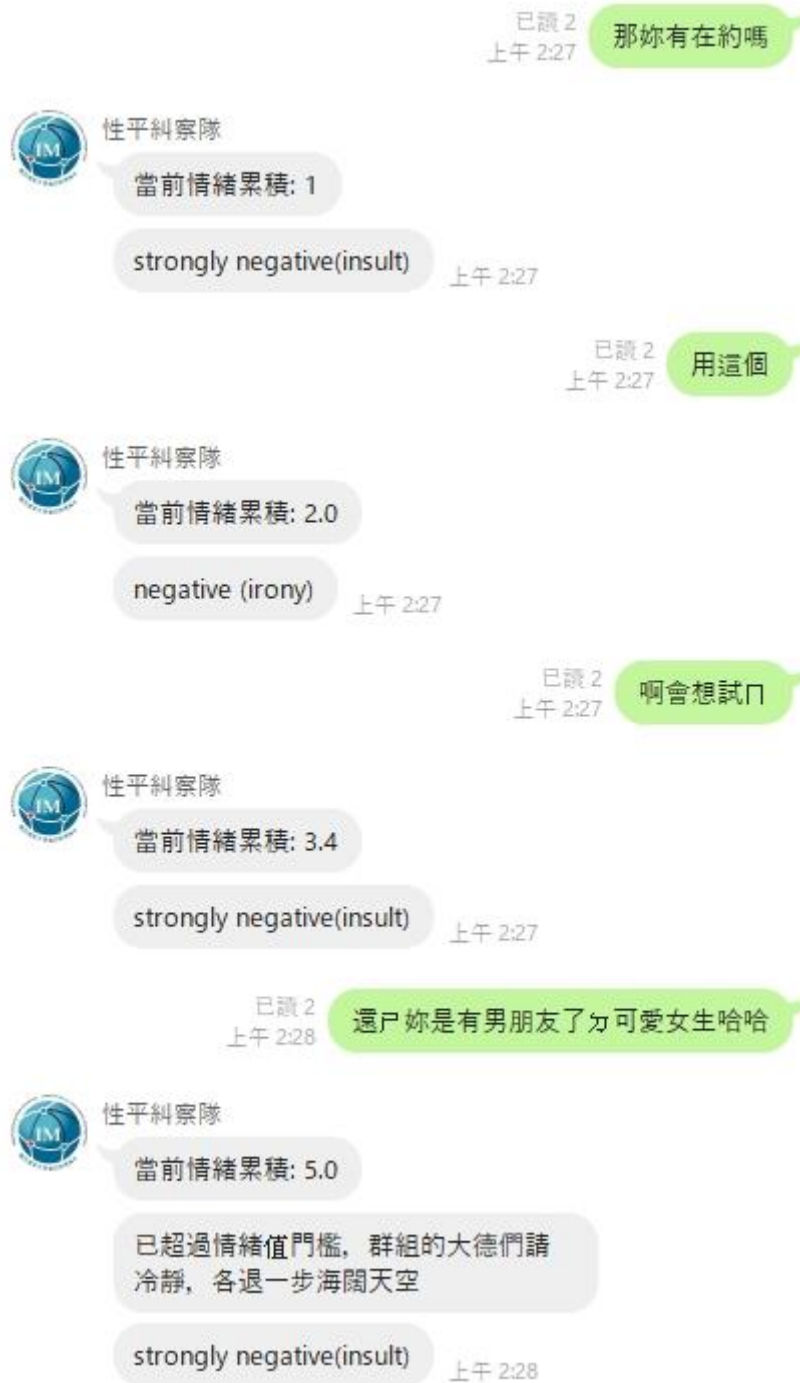 已讀 2
上午 2:27
那妳有在約嗎
IM
性平糾察隊
當前情緒累積: 1
strongly negative(insult)
上午 2:27
已讀 2
上午 2:27
用這個
IM
性平糾察隊
當前情緒累積: 2.0
negative (irony)
上午 2:27
已讀 2
上午 2:27
啊會想試ㄇ
IM
性平糾察隊
當前情緒累積: 3.4
strongly negative(insult)
上午 2:27
已讀 2
上午 2:28
還ㄕ妳是有男朋友了ㄉ可愛女生哈哈
IM
性平糾察隊
當前情緒累積: 5.0
已超過情緒值門檻，群組的大德們請
冷靜，各退一步海闊天空
strongly negative(insult)
上午 2:28